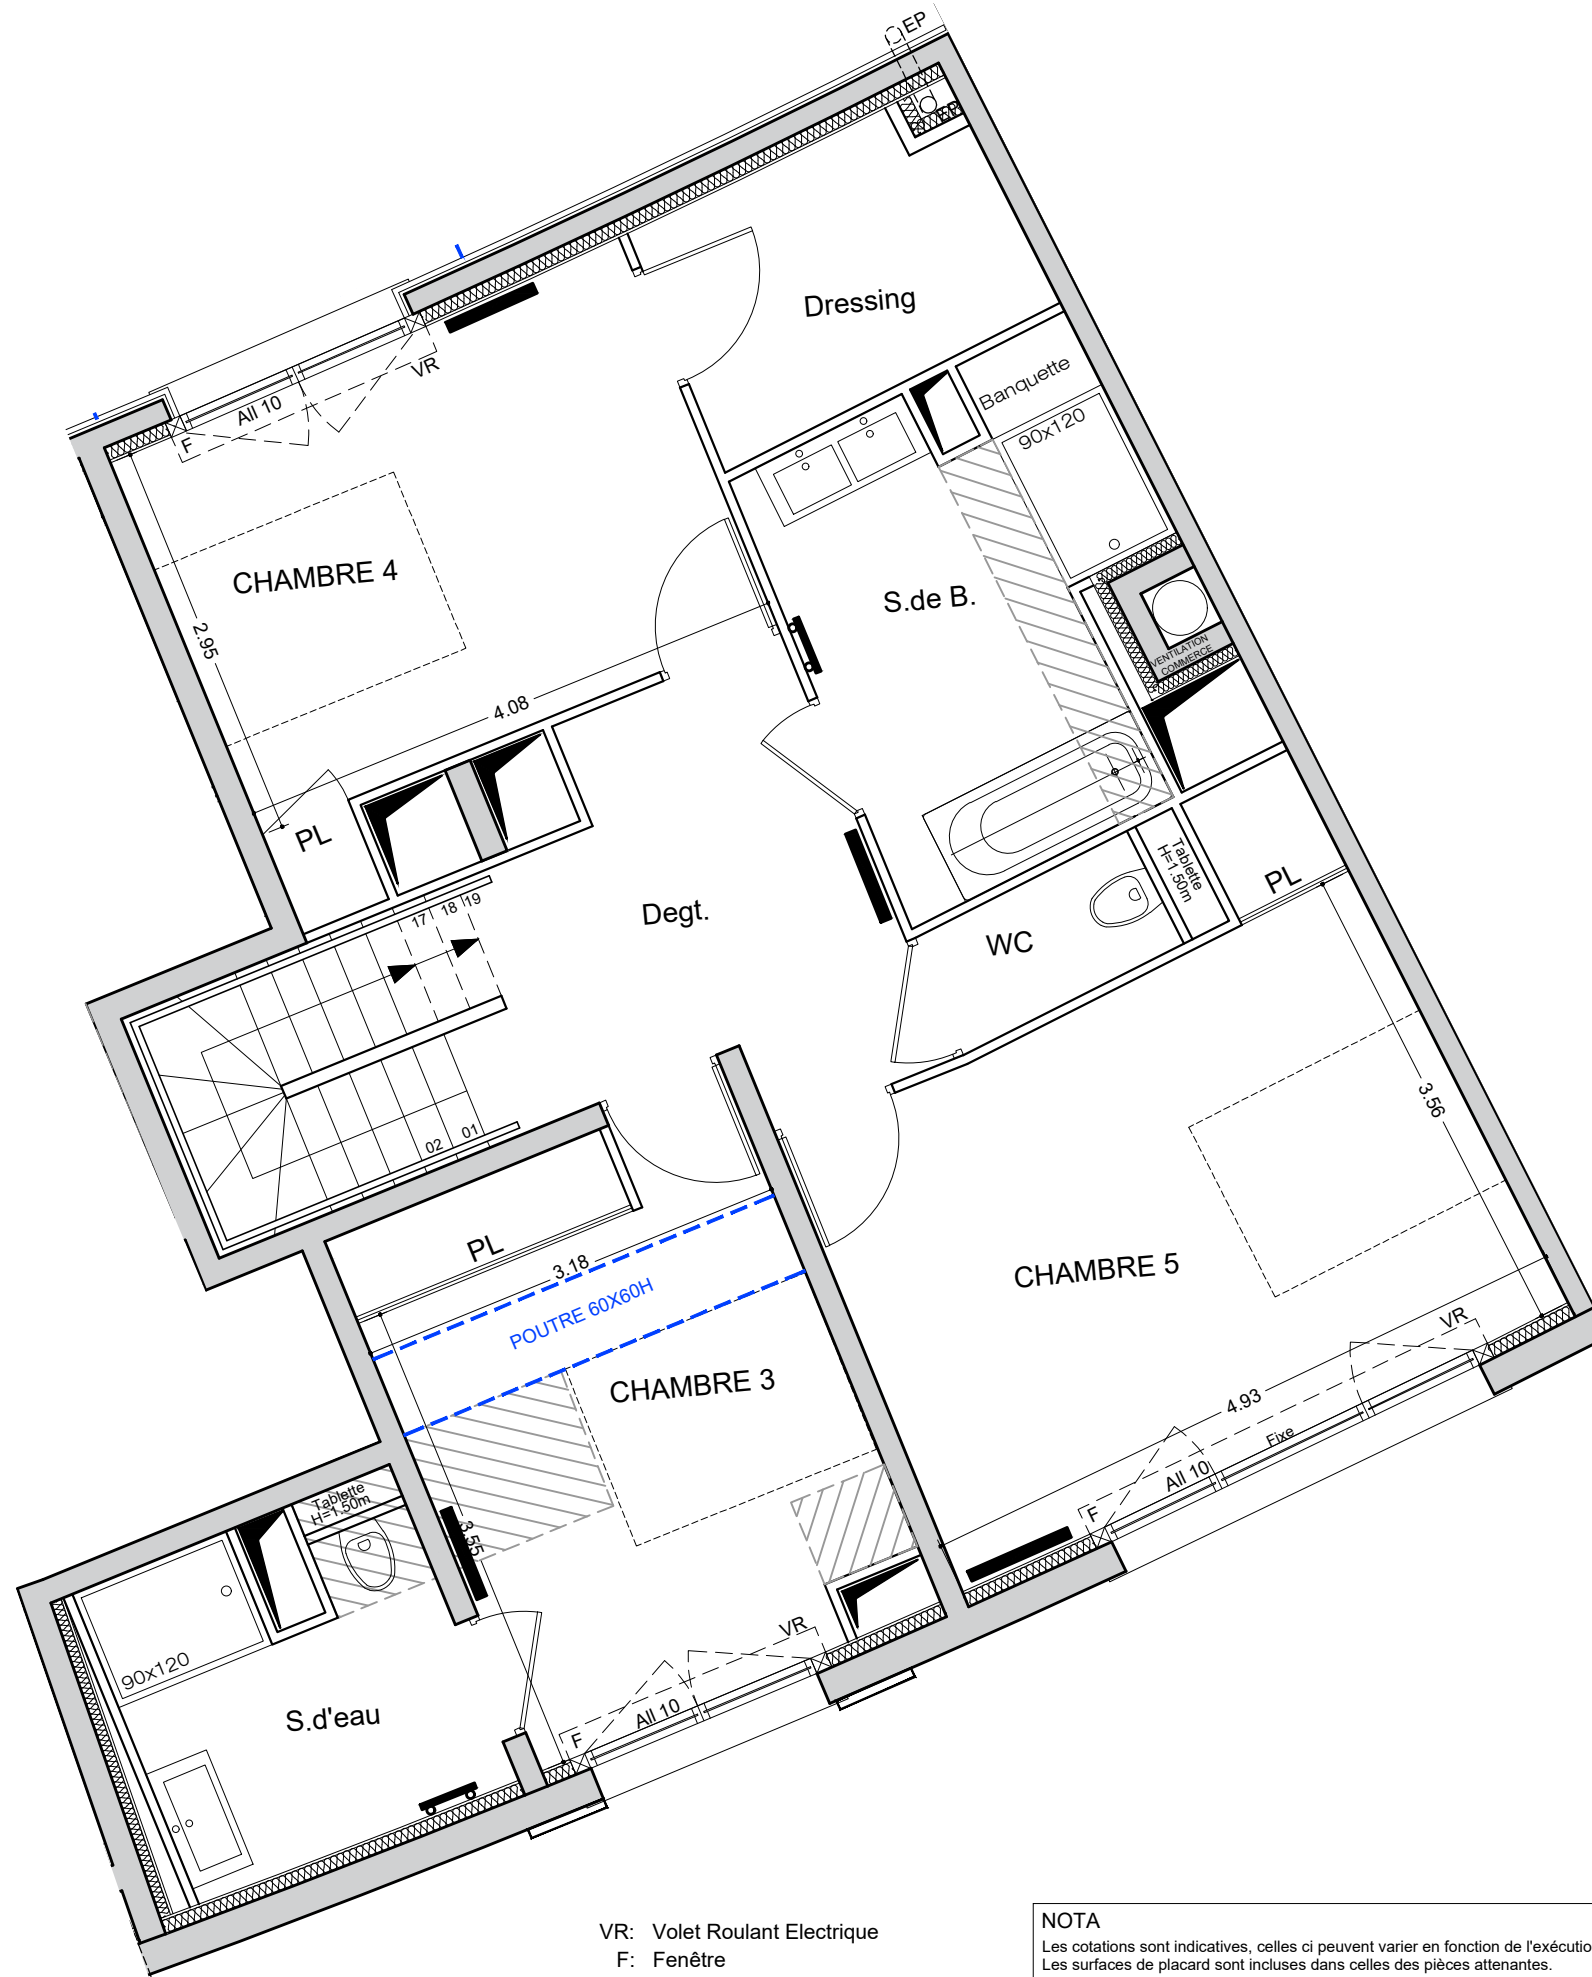 EP
EP
Dressing
VR
All 10
F
Banquette
90x120
CHAMBRE 4
2.95
S.de B.
VENTILATION
COMMERCE
4.08
PL
Tablette
H=1.50m
PL
Degt.
WC
17
18
19
3.56
02
01
PL
3.18
POUTRE 60X60H
CHAMBRE 5
VR
CHAMBRE 3
4.93
Fixe
All 10
F
Tablette
H=1.50m
3.55
90x120
VR
All 10
F
S.d'eau
VR: Volet Roulant Electrique
F: Fenêtre
NOTA
Les cotations sont indicatives, celles ci peuvent varier en fonction de l'exécutio
Les surfaces de placard sont incluses dans celles des pièces attenantes.